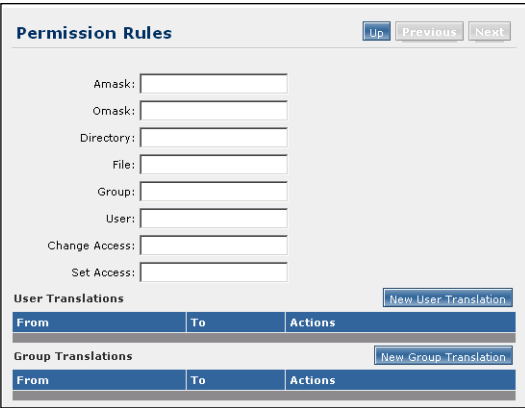 Permission Rules Up Previous Next
Amask:
Omask:
Directory:
File:
Group:
User:
Change Access:
Set Access:
User Translations New User Translation
From To Actions
Group Translations New Group Translation
From To Actions